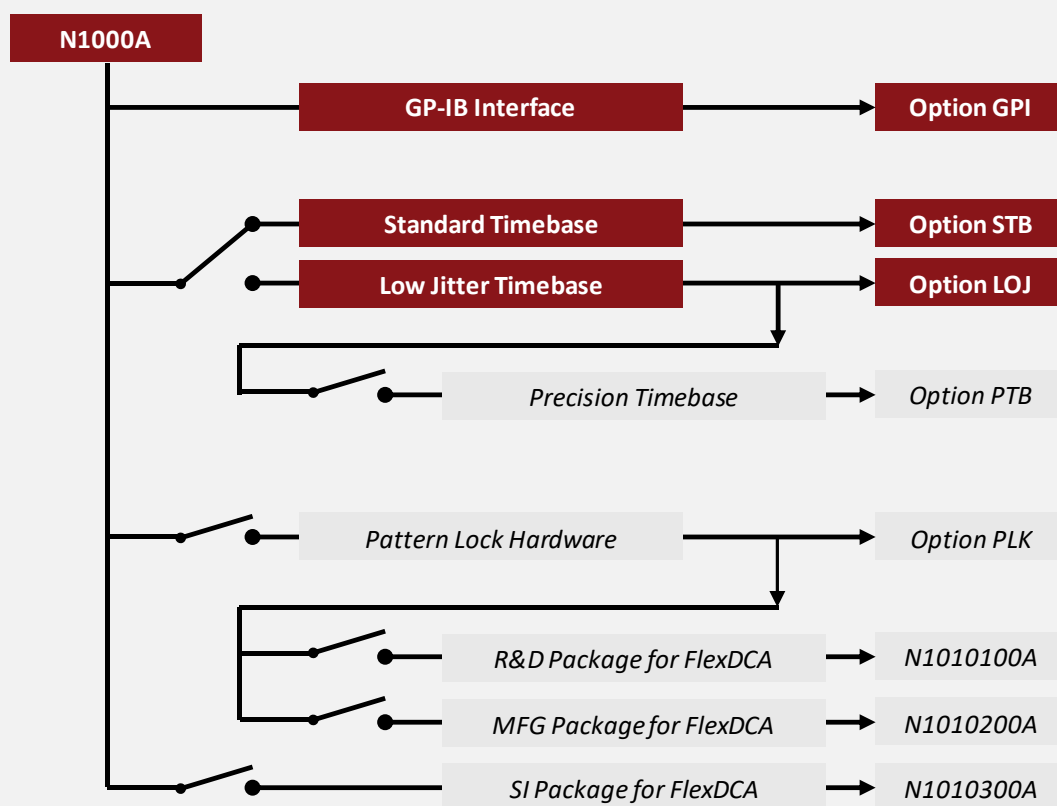 N1000A
GP-IB Interface
Option GPI
Standard Timebase
Option STB
Low Jitter Timebase
Option LOJ
Precision Timebase
Option PTB
Pattern Lock Hardware
Option PLK
R&D Package for FlexDCA
N1010100A
MFG Package for FlexDCA
N1010200A
SI Package for FlexDCA
N1010300A